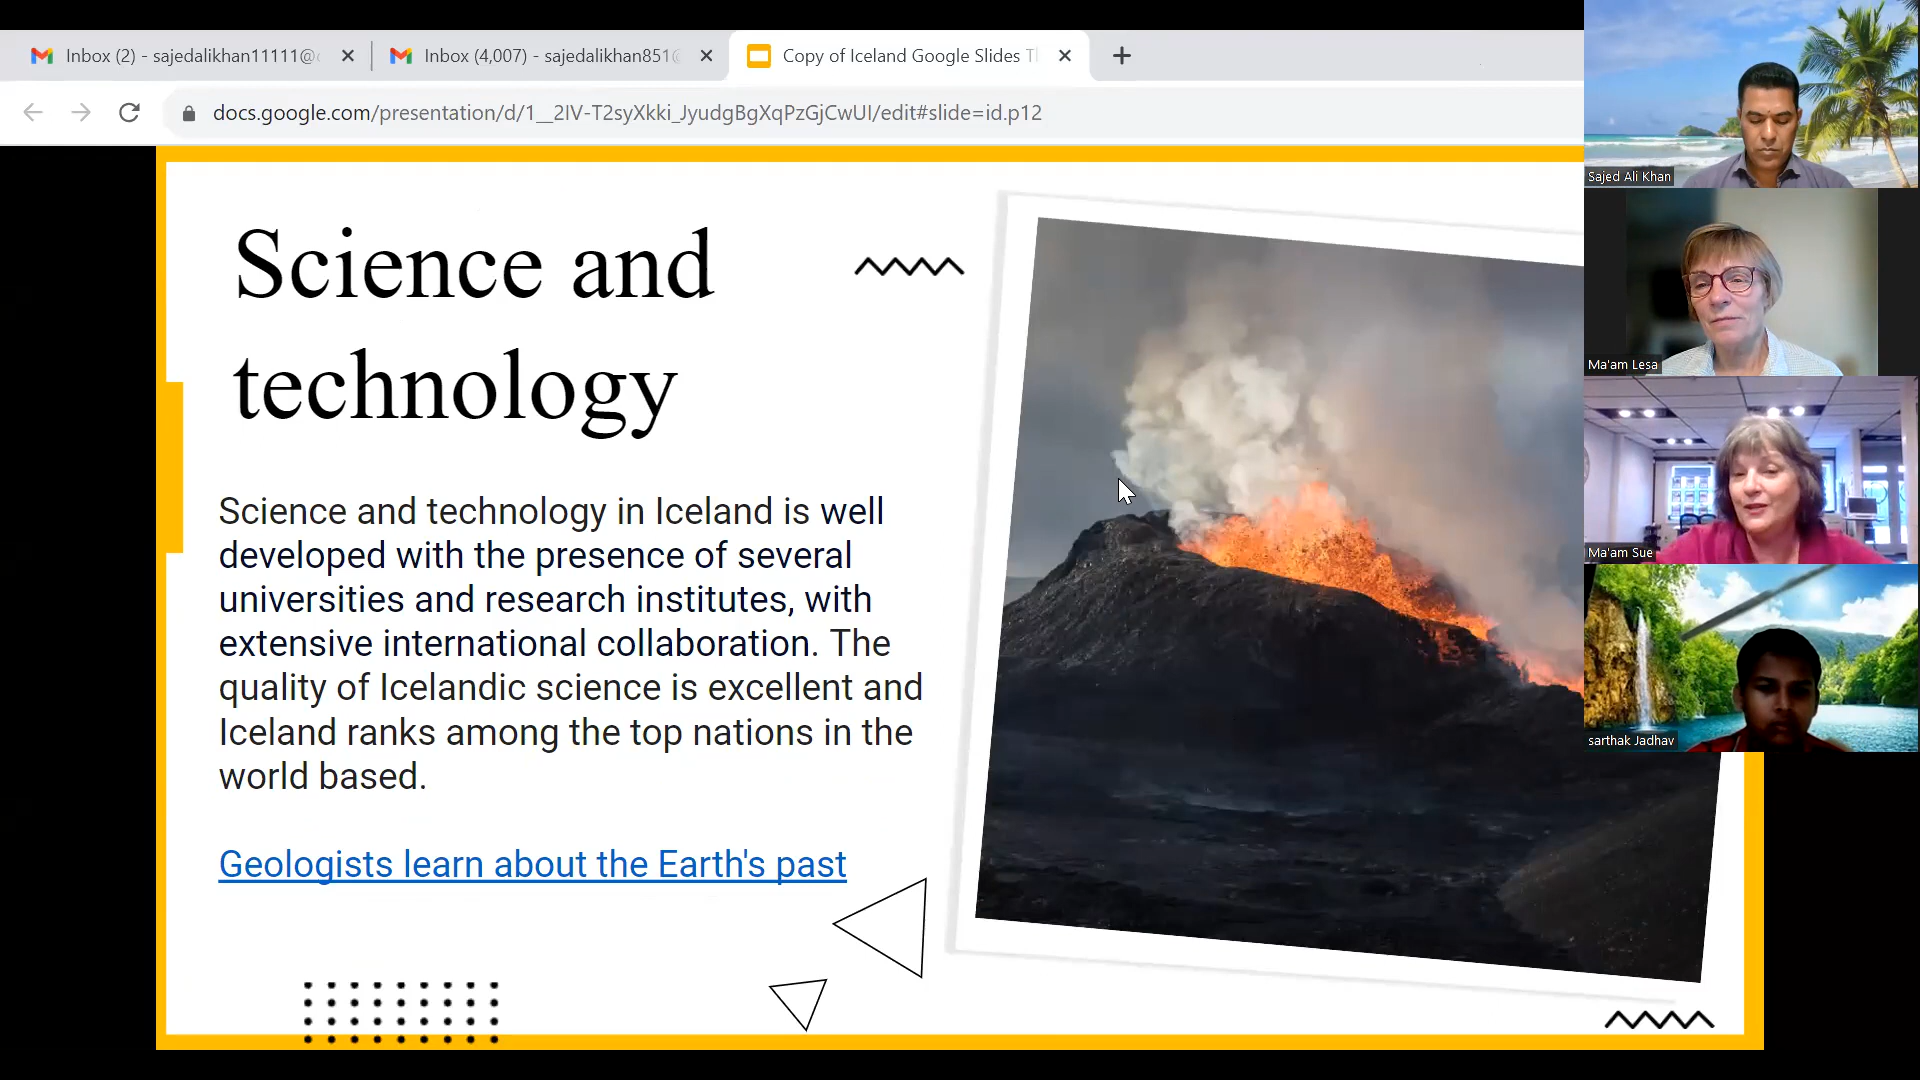 Inbox (2) - sajedalikhan11111@
Inbox (4,007) - sajedalikhan851@
Copy of Iceland Google Slides T
docs.google.com/presentation/d/1__2IV-T2syXkki_JyudgBgXqPzGjCwUI/edit#slide=id.p12
Science and
technology
Science and technology in Iceland is well
developed with the presence of several
universities and research institutes, with
extensive international collaboration. The
quality of Icelandic science is excellent and
Iceland ranks among the top nations in the
world based.
Geologists learn about the Earth's past
Sajed Ali Khan
Ma'am Lesa
Ma'am Sue
sarthak Jadhav